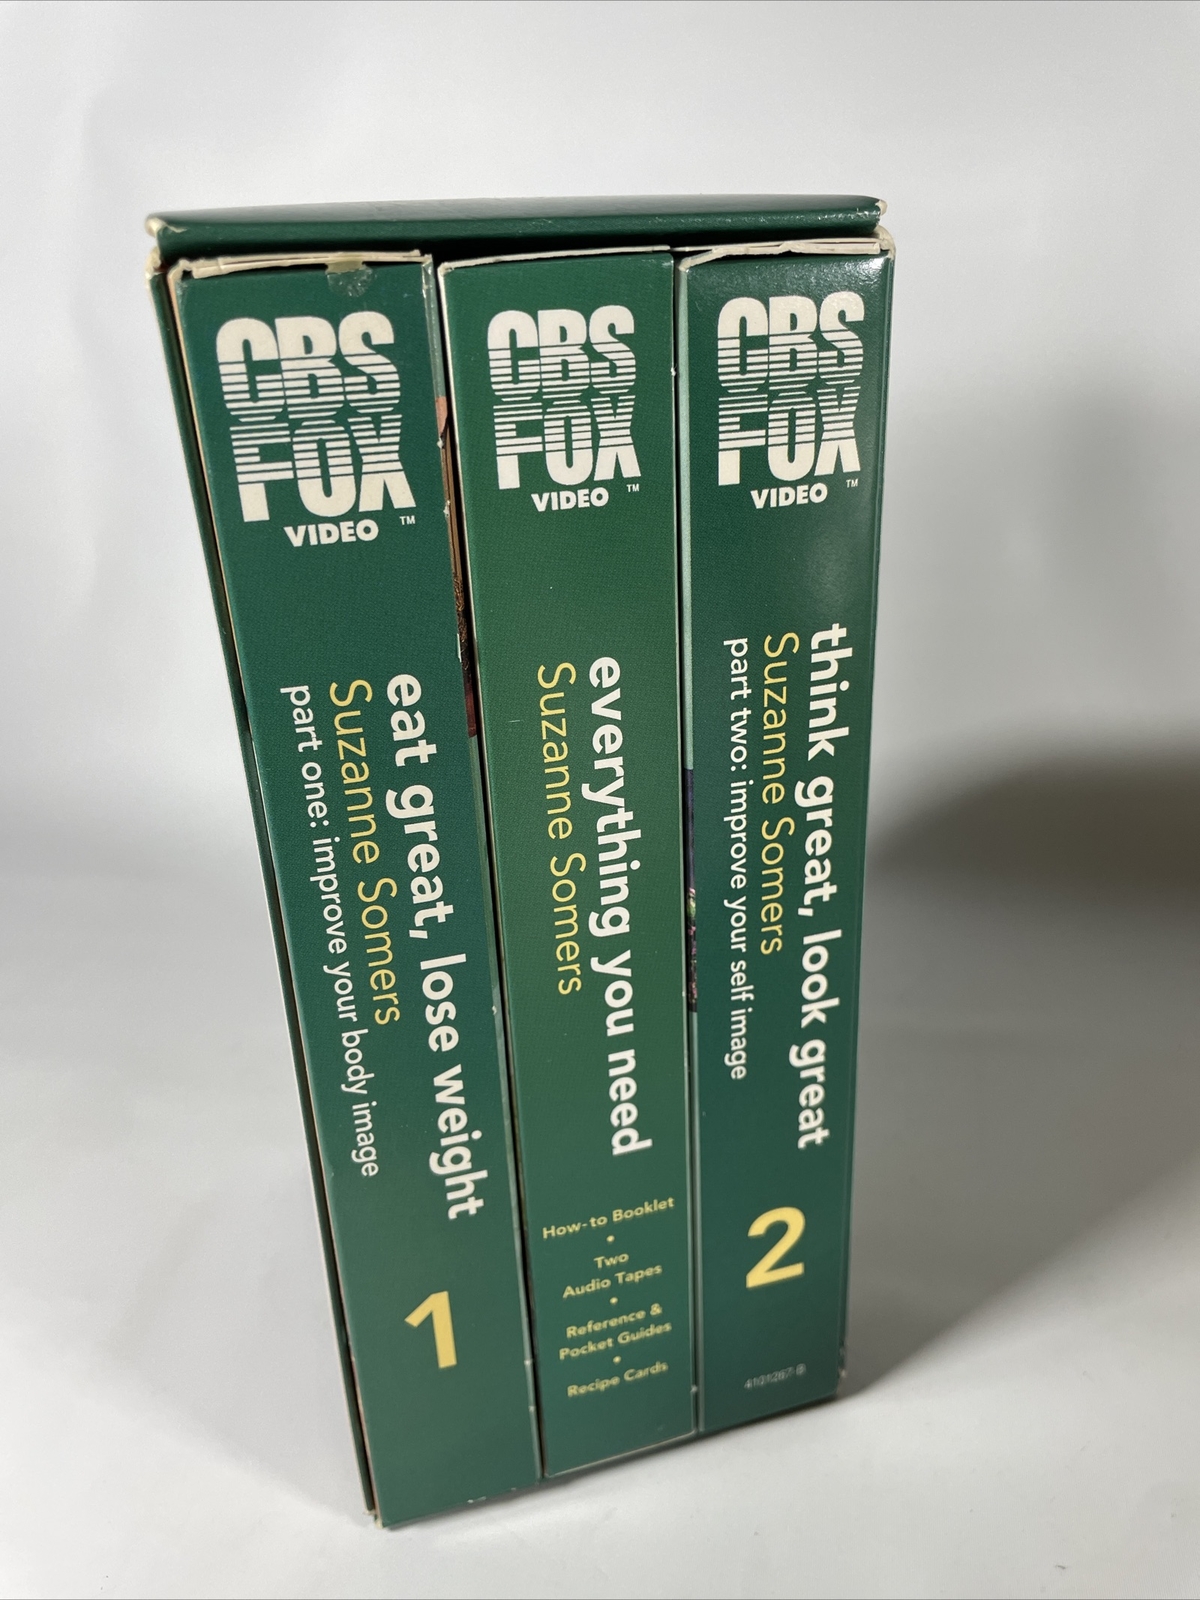 CBS
FOX
VIDEO ™
eat great, lose weight
Suzanne Somers
part one: improve your body image
1
CBS
FOX
VIDEO ™
everything you need
Suzanne Somers
How-to Booklet
•
Two
Audio Tapes
•
Reference &
Pocket Guides
•
Recipe Cards
CBS
FOX
VIDEO ™
think great, look great
Suzanne Somers
part two: improve your self image
2